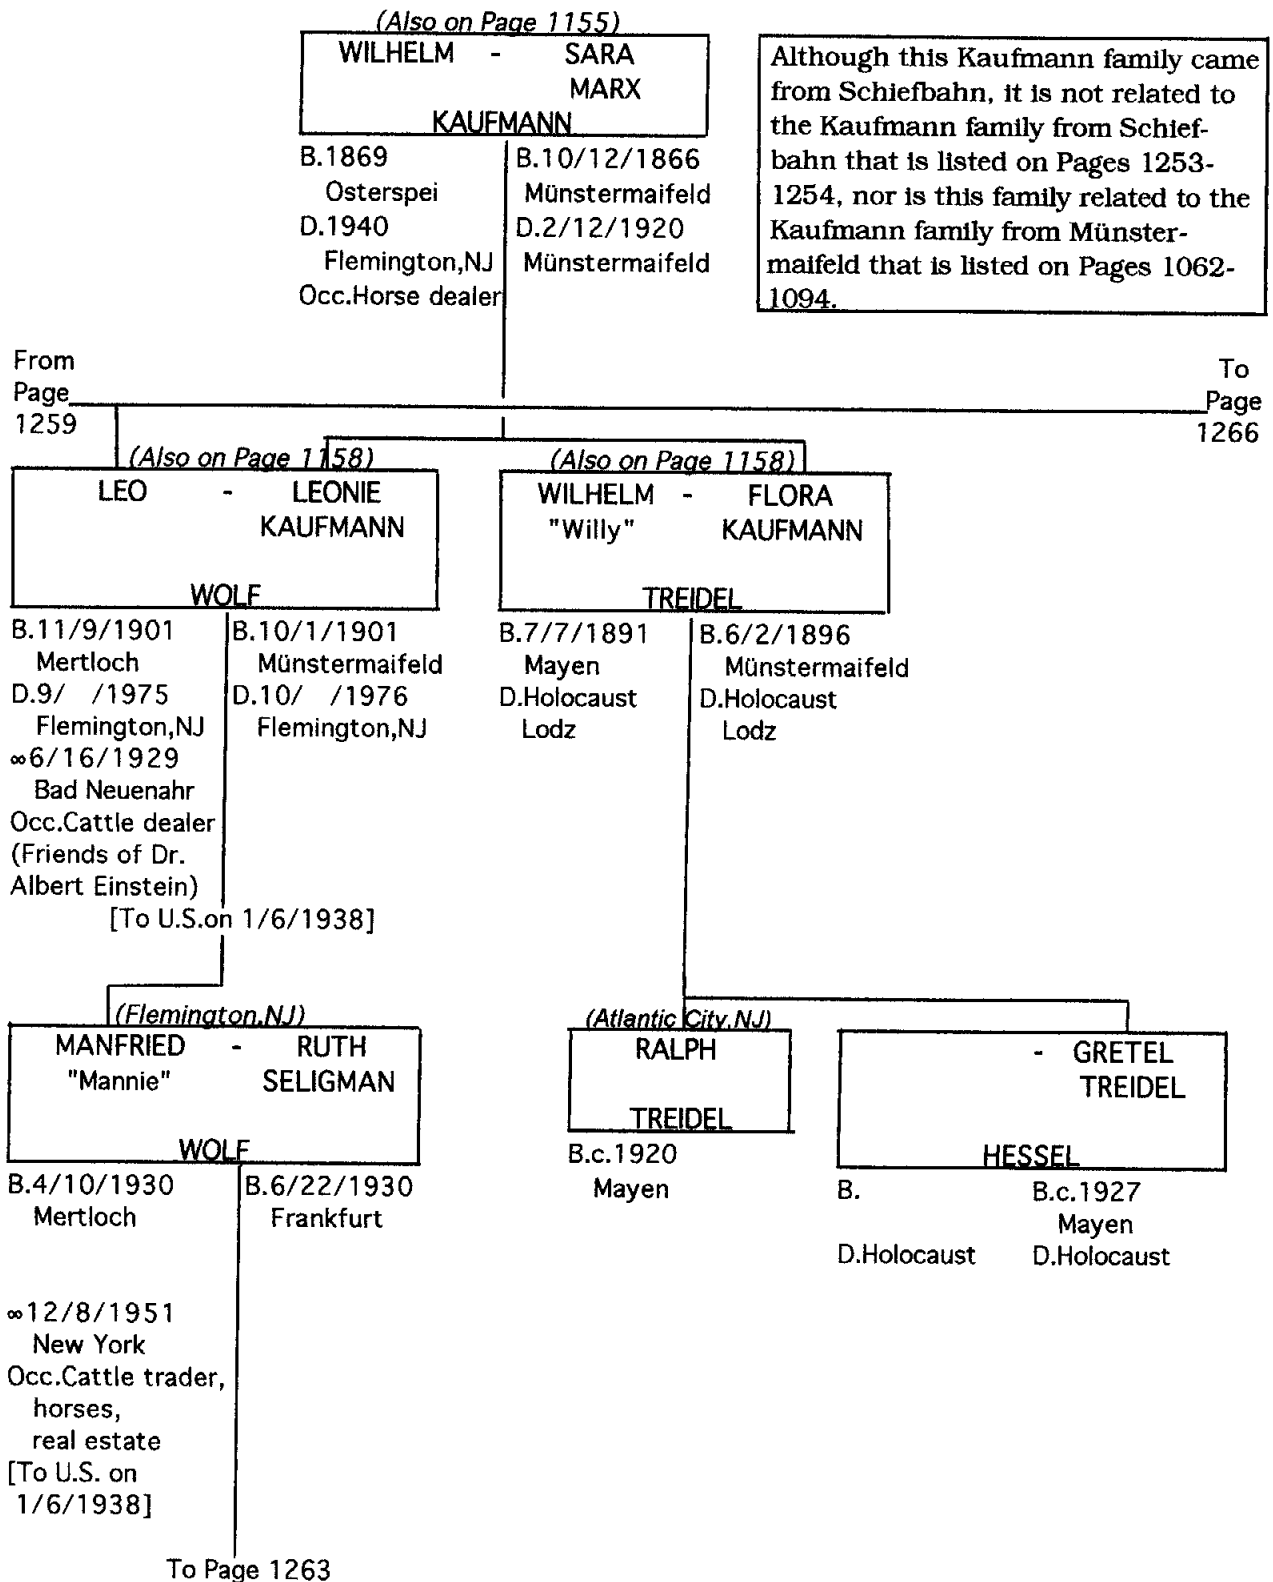 (Also on Page 1155)
WILHELM - SARA
MARX
KAUFMANN
B.1869
Osterspei
D.1940
Flemington,NJ
Occ.Horse dealer
B.10/12/1866
Münstermaifeld
D.2/12/1920
Münstermaifeld
Although this Kaufmann family came
from Schiefbahn, it is not related to
the Kaufmann family from Schief-
bahn that is listed on Pages 1253-
1254, nor is this family related to the
Kaufmann family from Münster-
maifeld that is listed on Pages 1062-
1094.
From
Page
1259
To
Page
1266
(Also on Page 1158)
LEO - LEONIE
KAUFMANN
WOLF
B.11/9/1901
Mertloch
D.9/ /1975
Flemington,NJ
∞6/16/1929
Bad Neuenahr
Occ.Cattle dealer
(Friends of Dr.
Albert Einstein)
B.10/1/1901
Münstermaifeld
D.10/ /1976
Flemington,NJ
[To U.S.on 1/6/1938]
(Also on Page 1158)
WILHELM - FLORA
"Willy" KAUFMANN
TREIDEL
B.7/7/1891
Mayen
D.Holocaust
Lodz
B.6/2/1896
Münstermaifeld
D.Holocaust
Lodz
(Flemington,NJ)
MANFRIED - RUTH
"Mannie" SELIGMAN
WOLF
B.4/10/1930
Mertloch
B.6/22/1930
Frankfurt
∞12/8/1951
New York
Occ.Cattle trader,
horses,
real estate
[To U.S. on
1/6/1938]
To Page 1263
(Atlantic City,NJ)
RALPH
TREIDEL
B.c.1920
Mayen
- GRETEL
TREIDEL
HESSEL
B.
D.Holocaust
B.c.1927
Mayen
D.Holocaust